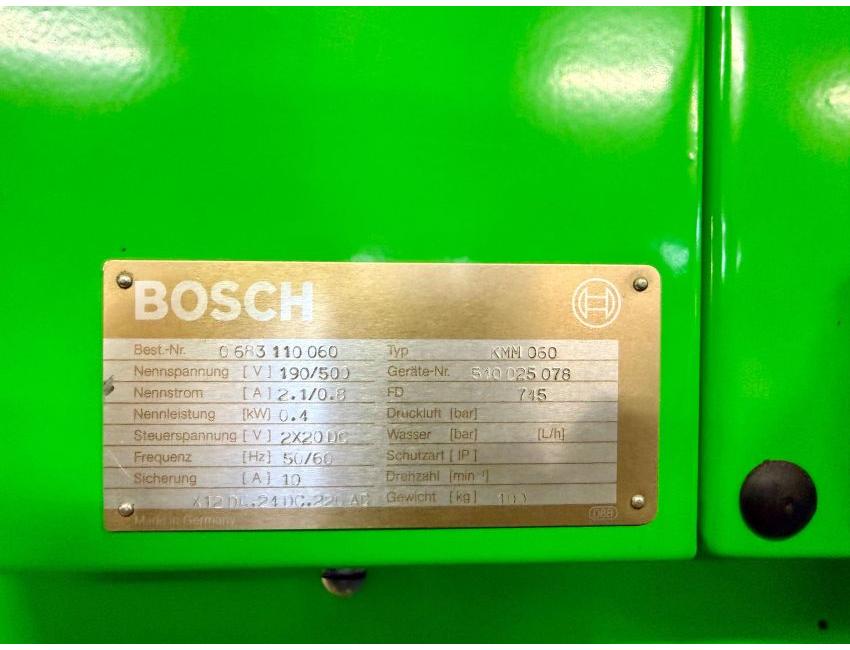 BOSCH
Best.-Nr. 0 683 110 060
Nennspannung [V] 190/500
Nennstrom [A] 2.1/0.8
Nennleistung [kW] 0.4
Steuerspannung [V] 2X20 DC
Frequenz [Hz] 50/60
Sicherung [A] 10
X12 DC,24 DC,220 AC
Made in Germany
Typ KMM 060
Geräte-Nr. 510 025 078
FD 745
Druckluft [bar]
Wasser [bar] [L/h]
Schutzart [IP]
Drehzahl [min⁻¹]
Gewicht [kg] 100
088